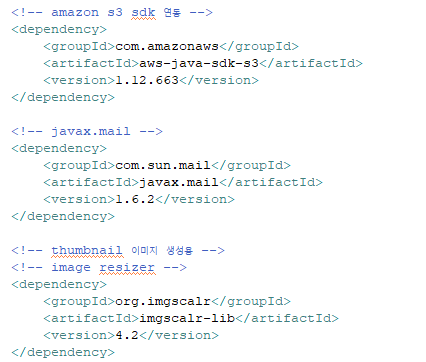 <!-- amazon s3 sdk 연동 -->
<dependency>
<groupId>com.amazonaws</groupId>
<artifactId>aws-java-sdk-s3</artifactId>
<version>1.12.663</version>
</dependency>
<!-- javax.mail -->
<dependency>
<groupId>com.sun.mail</groupId>
<artifactId>javax.mail</artifactId>
<version>1.6.2</version>
</dependency>
<!-- thumbnail 이미지 생성용 -->
<!-- image resizer -->
<dependency>
<groupId>org.imgscalr</groupId>
<artifactId>imgscalr-lib</artifactId>
<version>4.2</version>
</dependency>